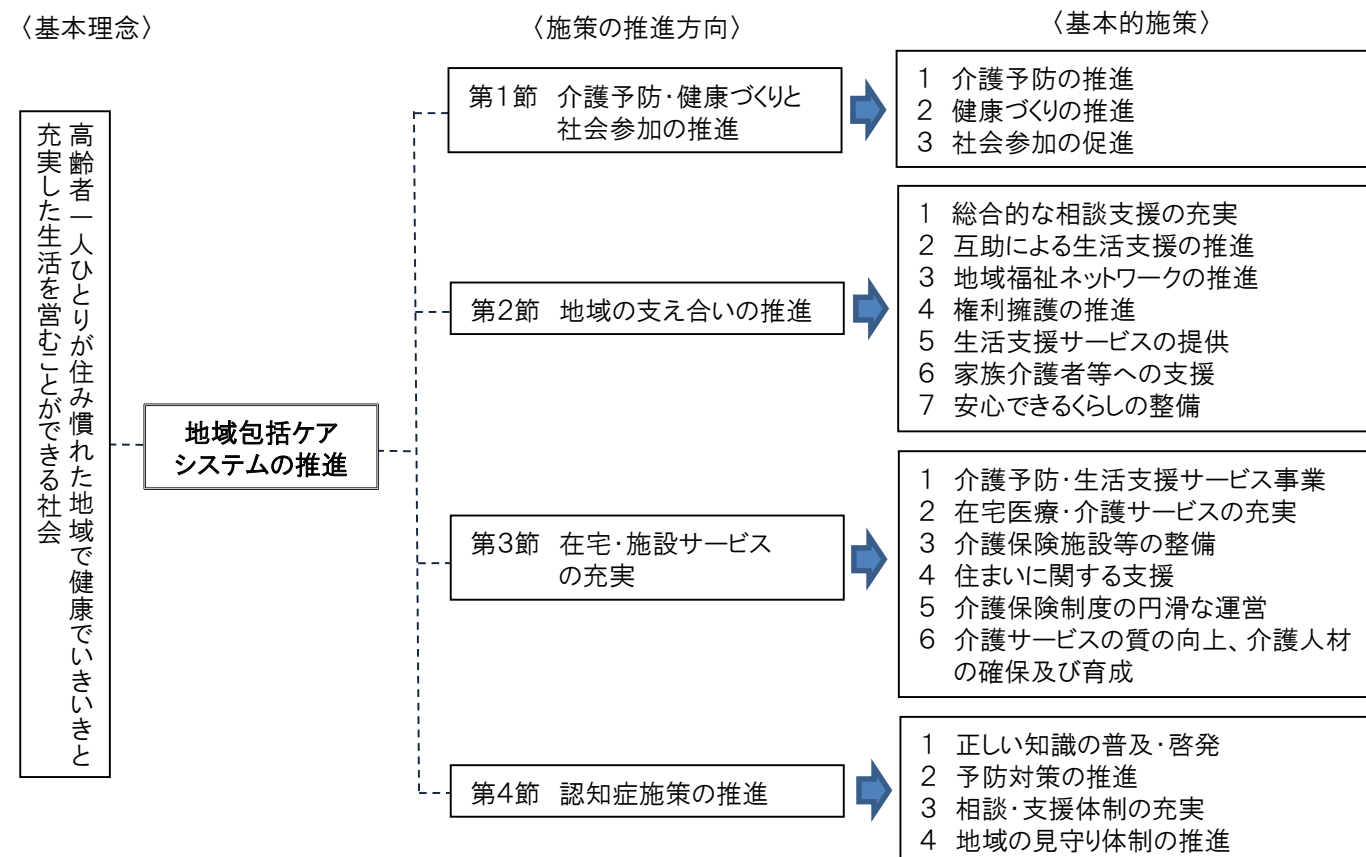 〈基本理念〉
〈施策の推進方向〉
〈基本的施策〉
高齢者一人ひとりが住み慣れた地域で健康でいきいきと
充実した生活を営むことができる社会
地域包括ケア
システムの推進
第1節 介護予防・健康づくりと
社会参加の推進
1 介護予防の推進
2 健康づくりの推進
3 社会参加の促進
第2節 地域の支え合いの推進
1 総合的な相談支援の充実
2 互助による生活支援の推進
3 地域福祉ネットワークの推進
4 権利擁護の推進
5 生活支援サービスの提供
6 家族介護者等への支援
7 安心できるくらしの整備
第3節 在宅・施設サービス
の充実
1 介護予防・生活支援サービス事業
2 在宅医療・介護サービスの充実
3 介護保険施設等の整備
4 住まいに関する支援
5 介護保険制度の円滑な運営
6 介護サービスの質の向上、介護人材
の確保及び育成
第4節 認知症施策の推進
1 正しい知識の普及・啓発
2 予防対策の推進
3 相談・支援体制の充実
4 地域の見守り体制の推進